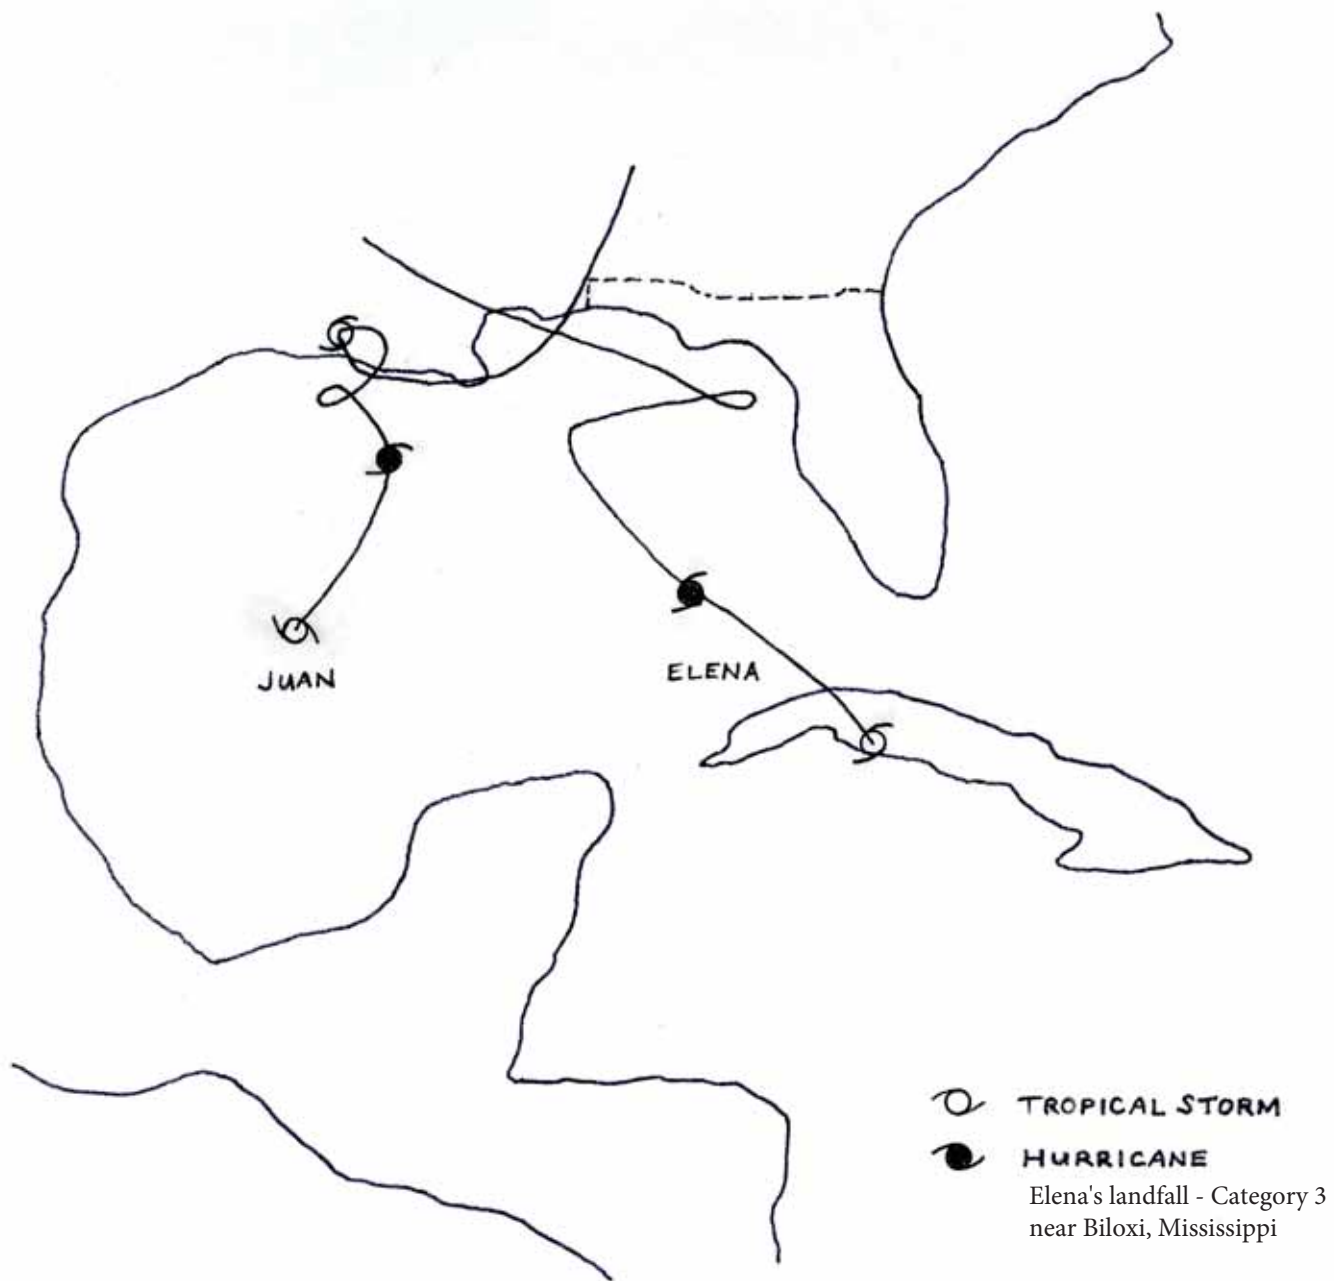 JUAN
ELENA
TROPICAL STORM
HURRICANE
Elena's landfall - Category 3
near Biloxi, Mississippi